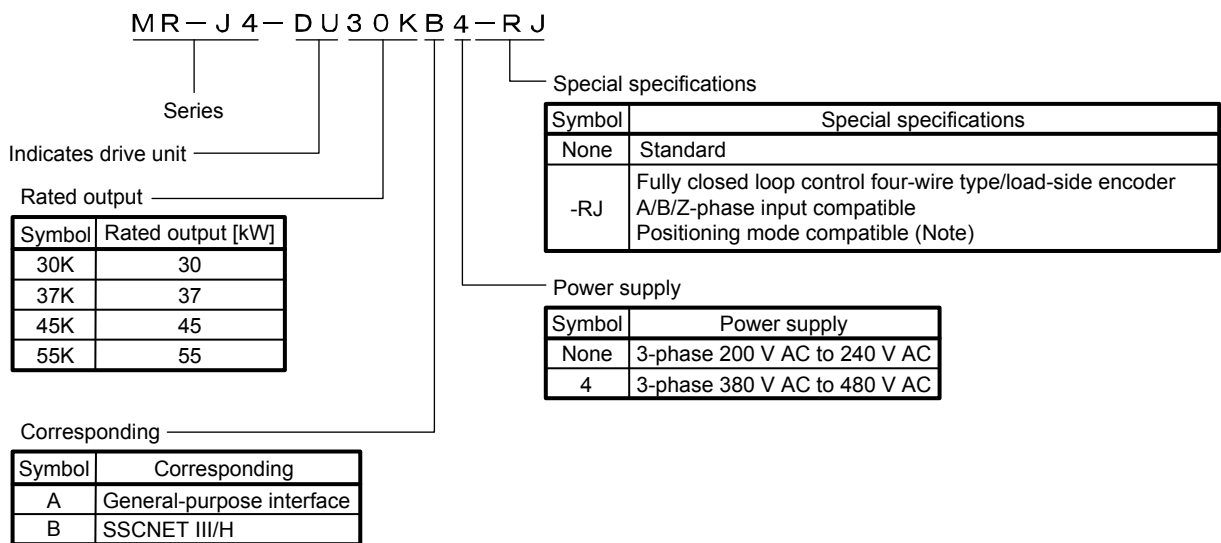 MR-J4-DU30KB4-RJ
Series
Indicates drive unit
Rated output
Symbol Rated output [kW]
30K 30
37K 37
45K 45
55K 55
Corresponding
Symbol Corresponding
A General-purpose interface
B SSCNET III/H
Special specifications
Symbol Special specifications
None Standard
-RJ Fully closed loop control four-wire type/load-side encoder
A/B/Z-phase input compatible
Positioning mode compatible (Note)
Power supply
Symbol Power supply
None 3-phase 200 V AC to 240 V AC
4 3-phase 380 V AC to 480 V AC